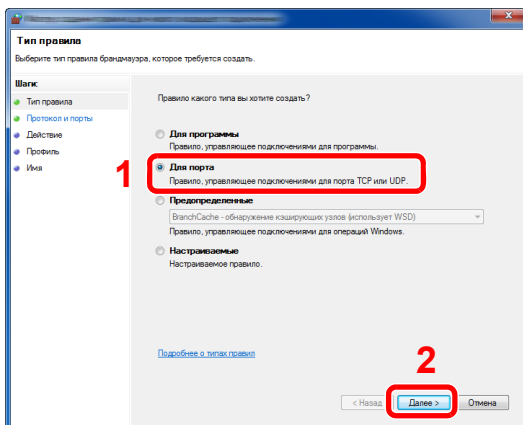 Тип правила
Выберите тип правила брандмауэра, которое требуется создать.
Шаги:
Тип правила
Протокол и порты
Действие
Профиль
Имя
Правило какого типа вы хотите создать?
Для программы
Правило, управляющее подключениями для программы.
1
Для порта
Правило, управляющее подключениями для порта TCP или UDP.
Предопределенные
BranchCache - обнаружение кэширующих узлов (использует WSD)
Правило, управляющее подключениями для операций Windows.
Настраиваемые
Настраиваемое правило.
Подробнее о типах правил
2
< Назад
Далее >
Отмена